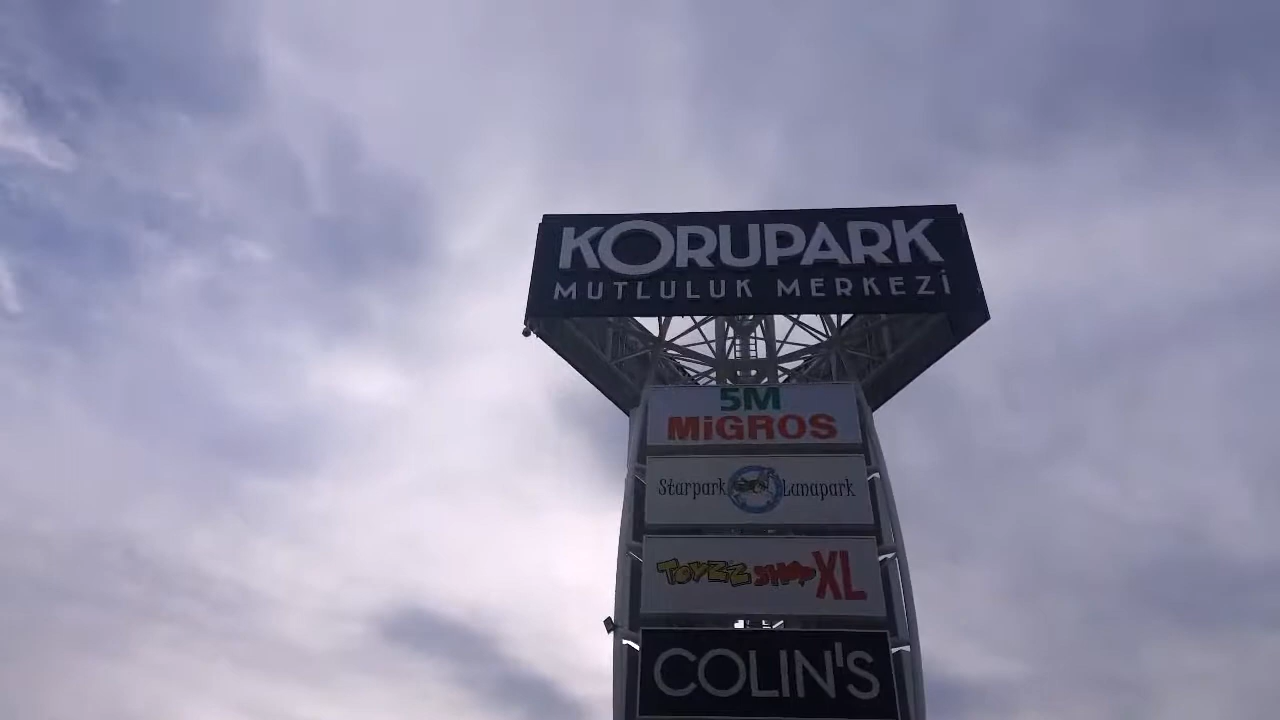 KORUPARK
MUTLULUK MERKEZİ
5M
MiGROS
Starpark Lunapark
TOYZZ SHOP XL
COLIN'S